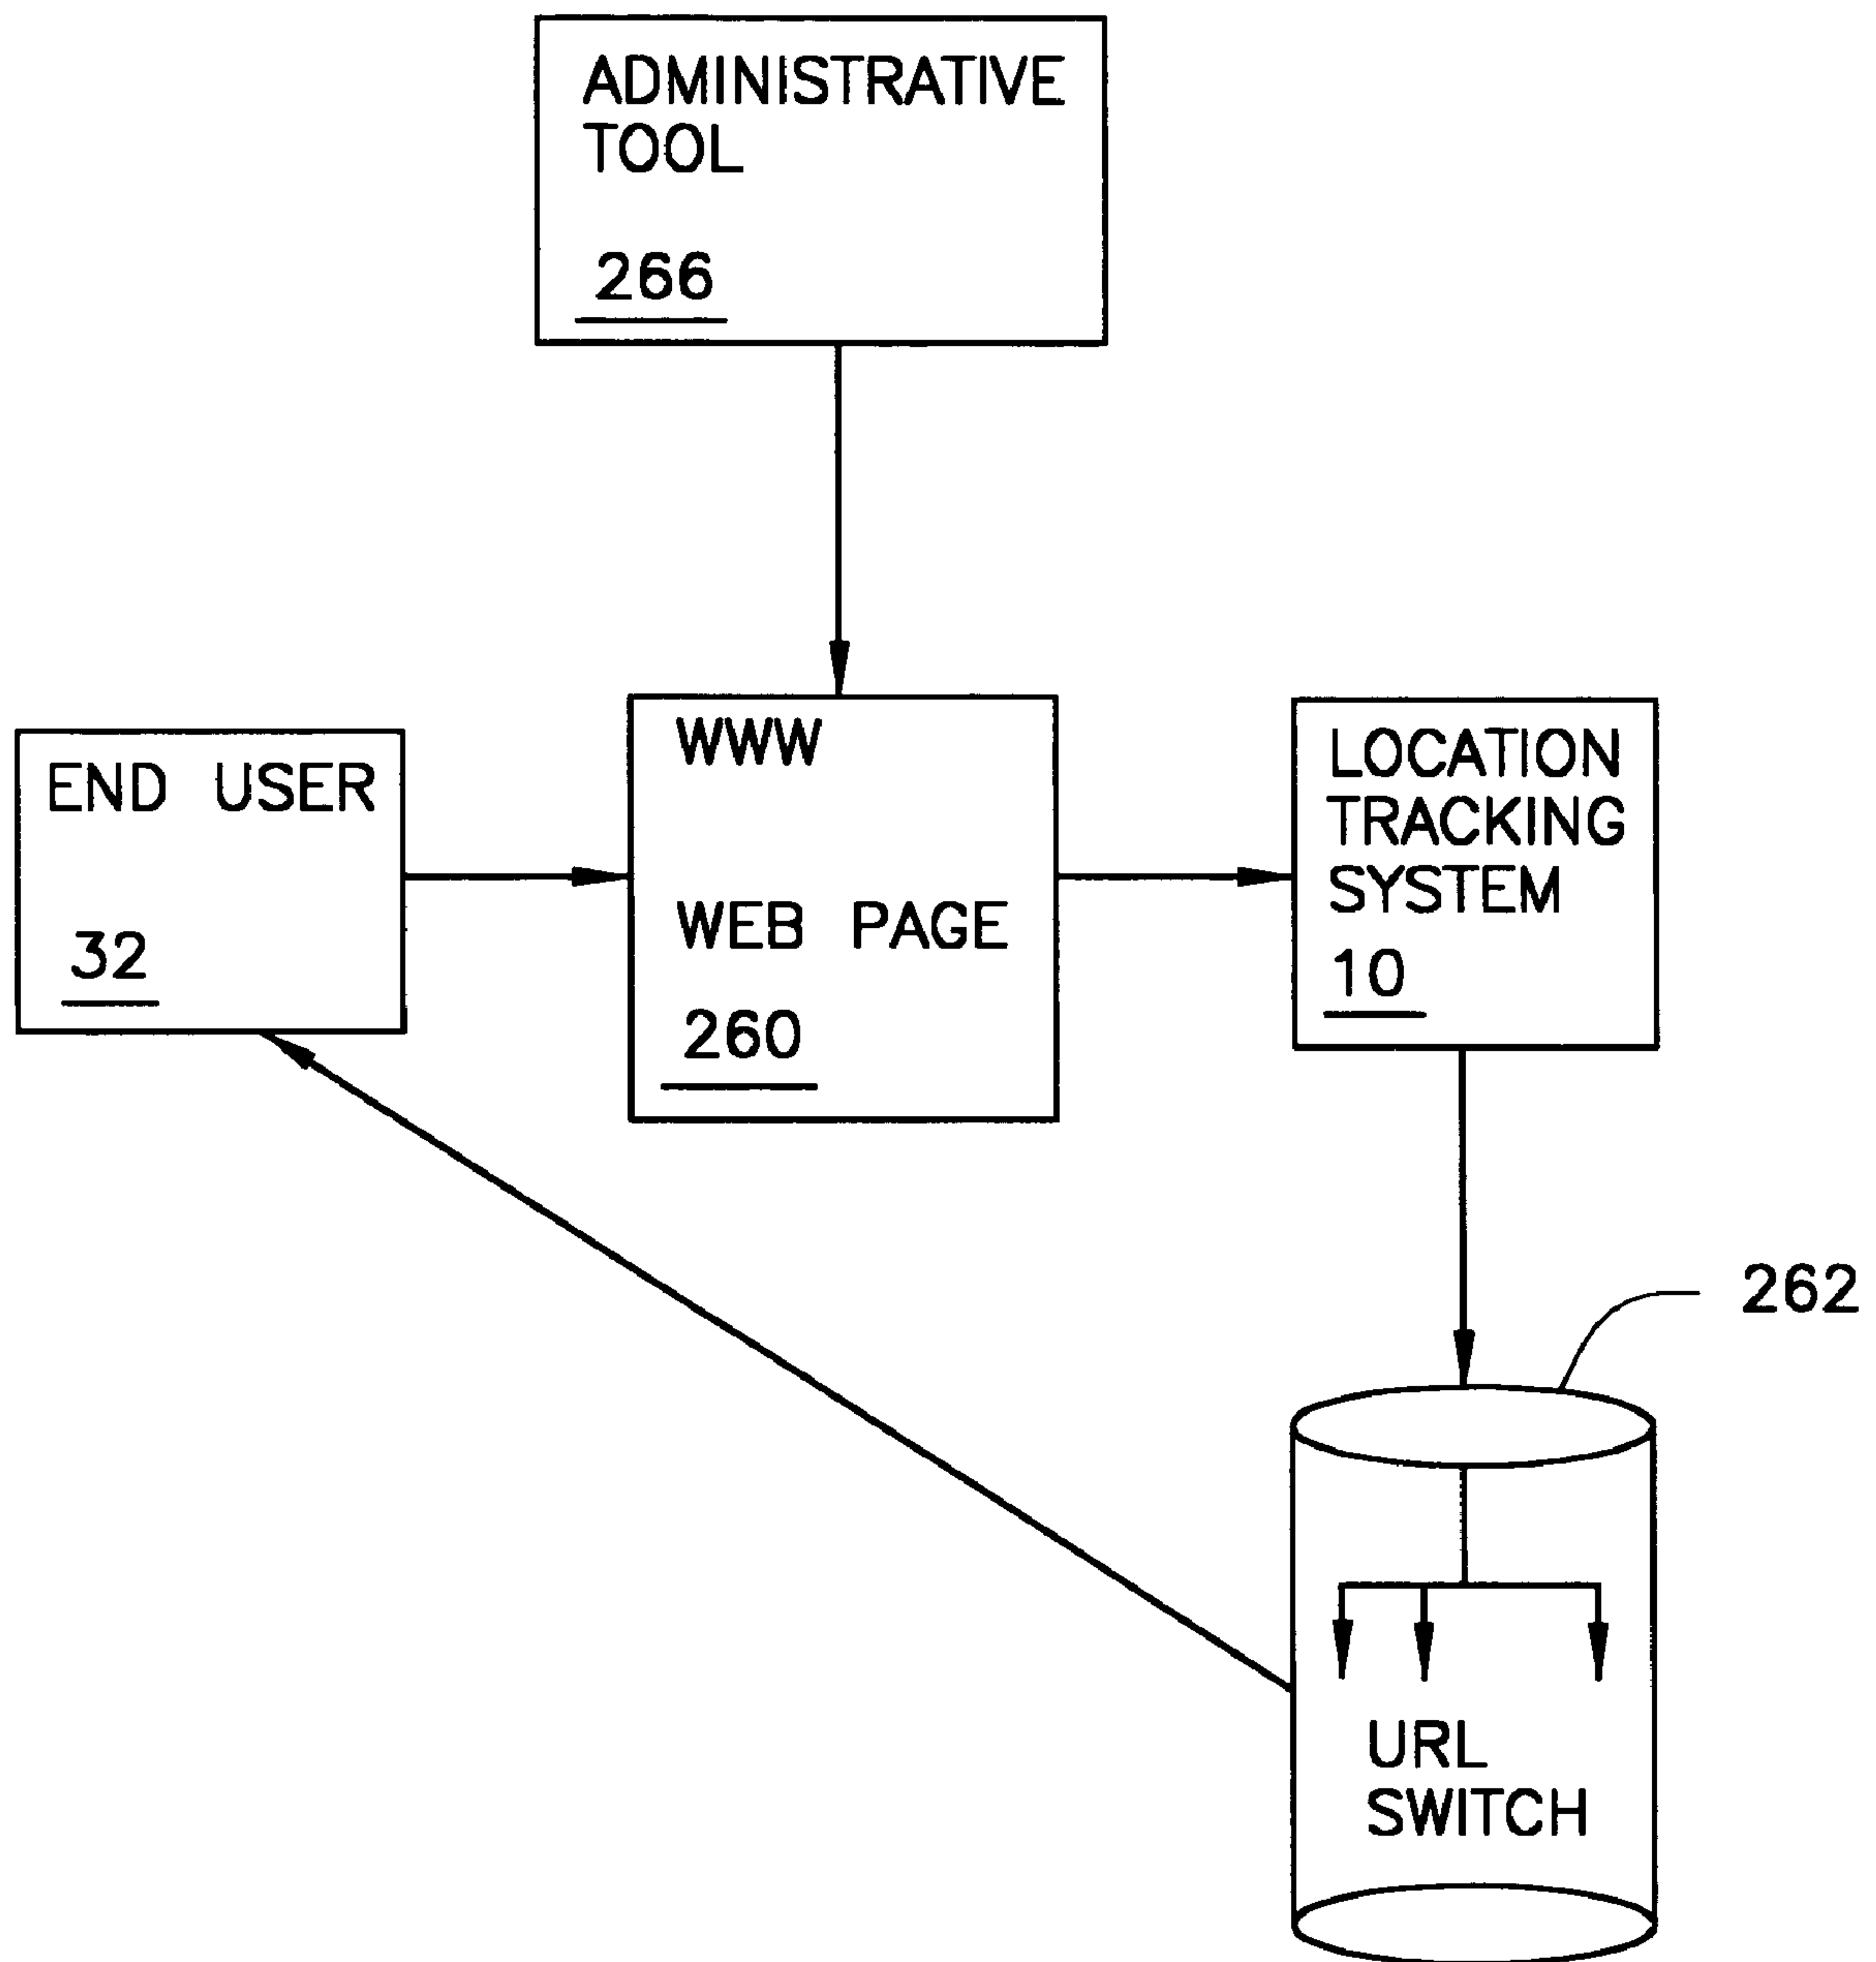 ADMINISTRATIVE
TOOL
266
END USER
32
WWW
WEB PAGE
260
LOCATION
TRACKING
SYSTEM
10
262
URL
SWITCH